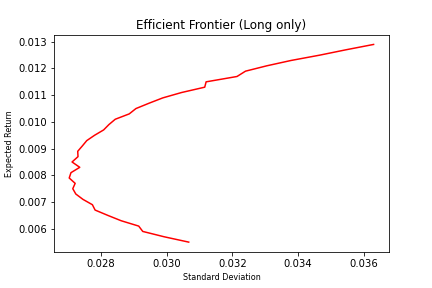 Efficient Frontier (Long only)
Expected Return
0.013
0.012
0.011
0.010
0.009
0.008
0.007
0.006
0.028 0.030 0.032 0.034 0.036
Standard Deviation